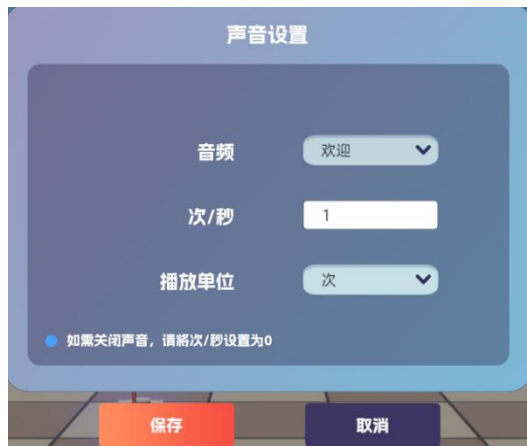 声音设置
音频 欢迎
次/秒 1
播放单位 次
如需关闭声音，请将次/秒设置为0
保存 取消